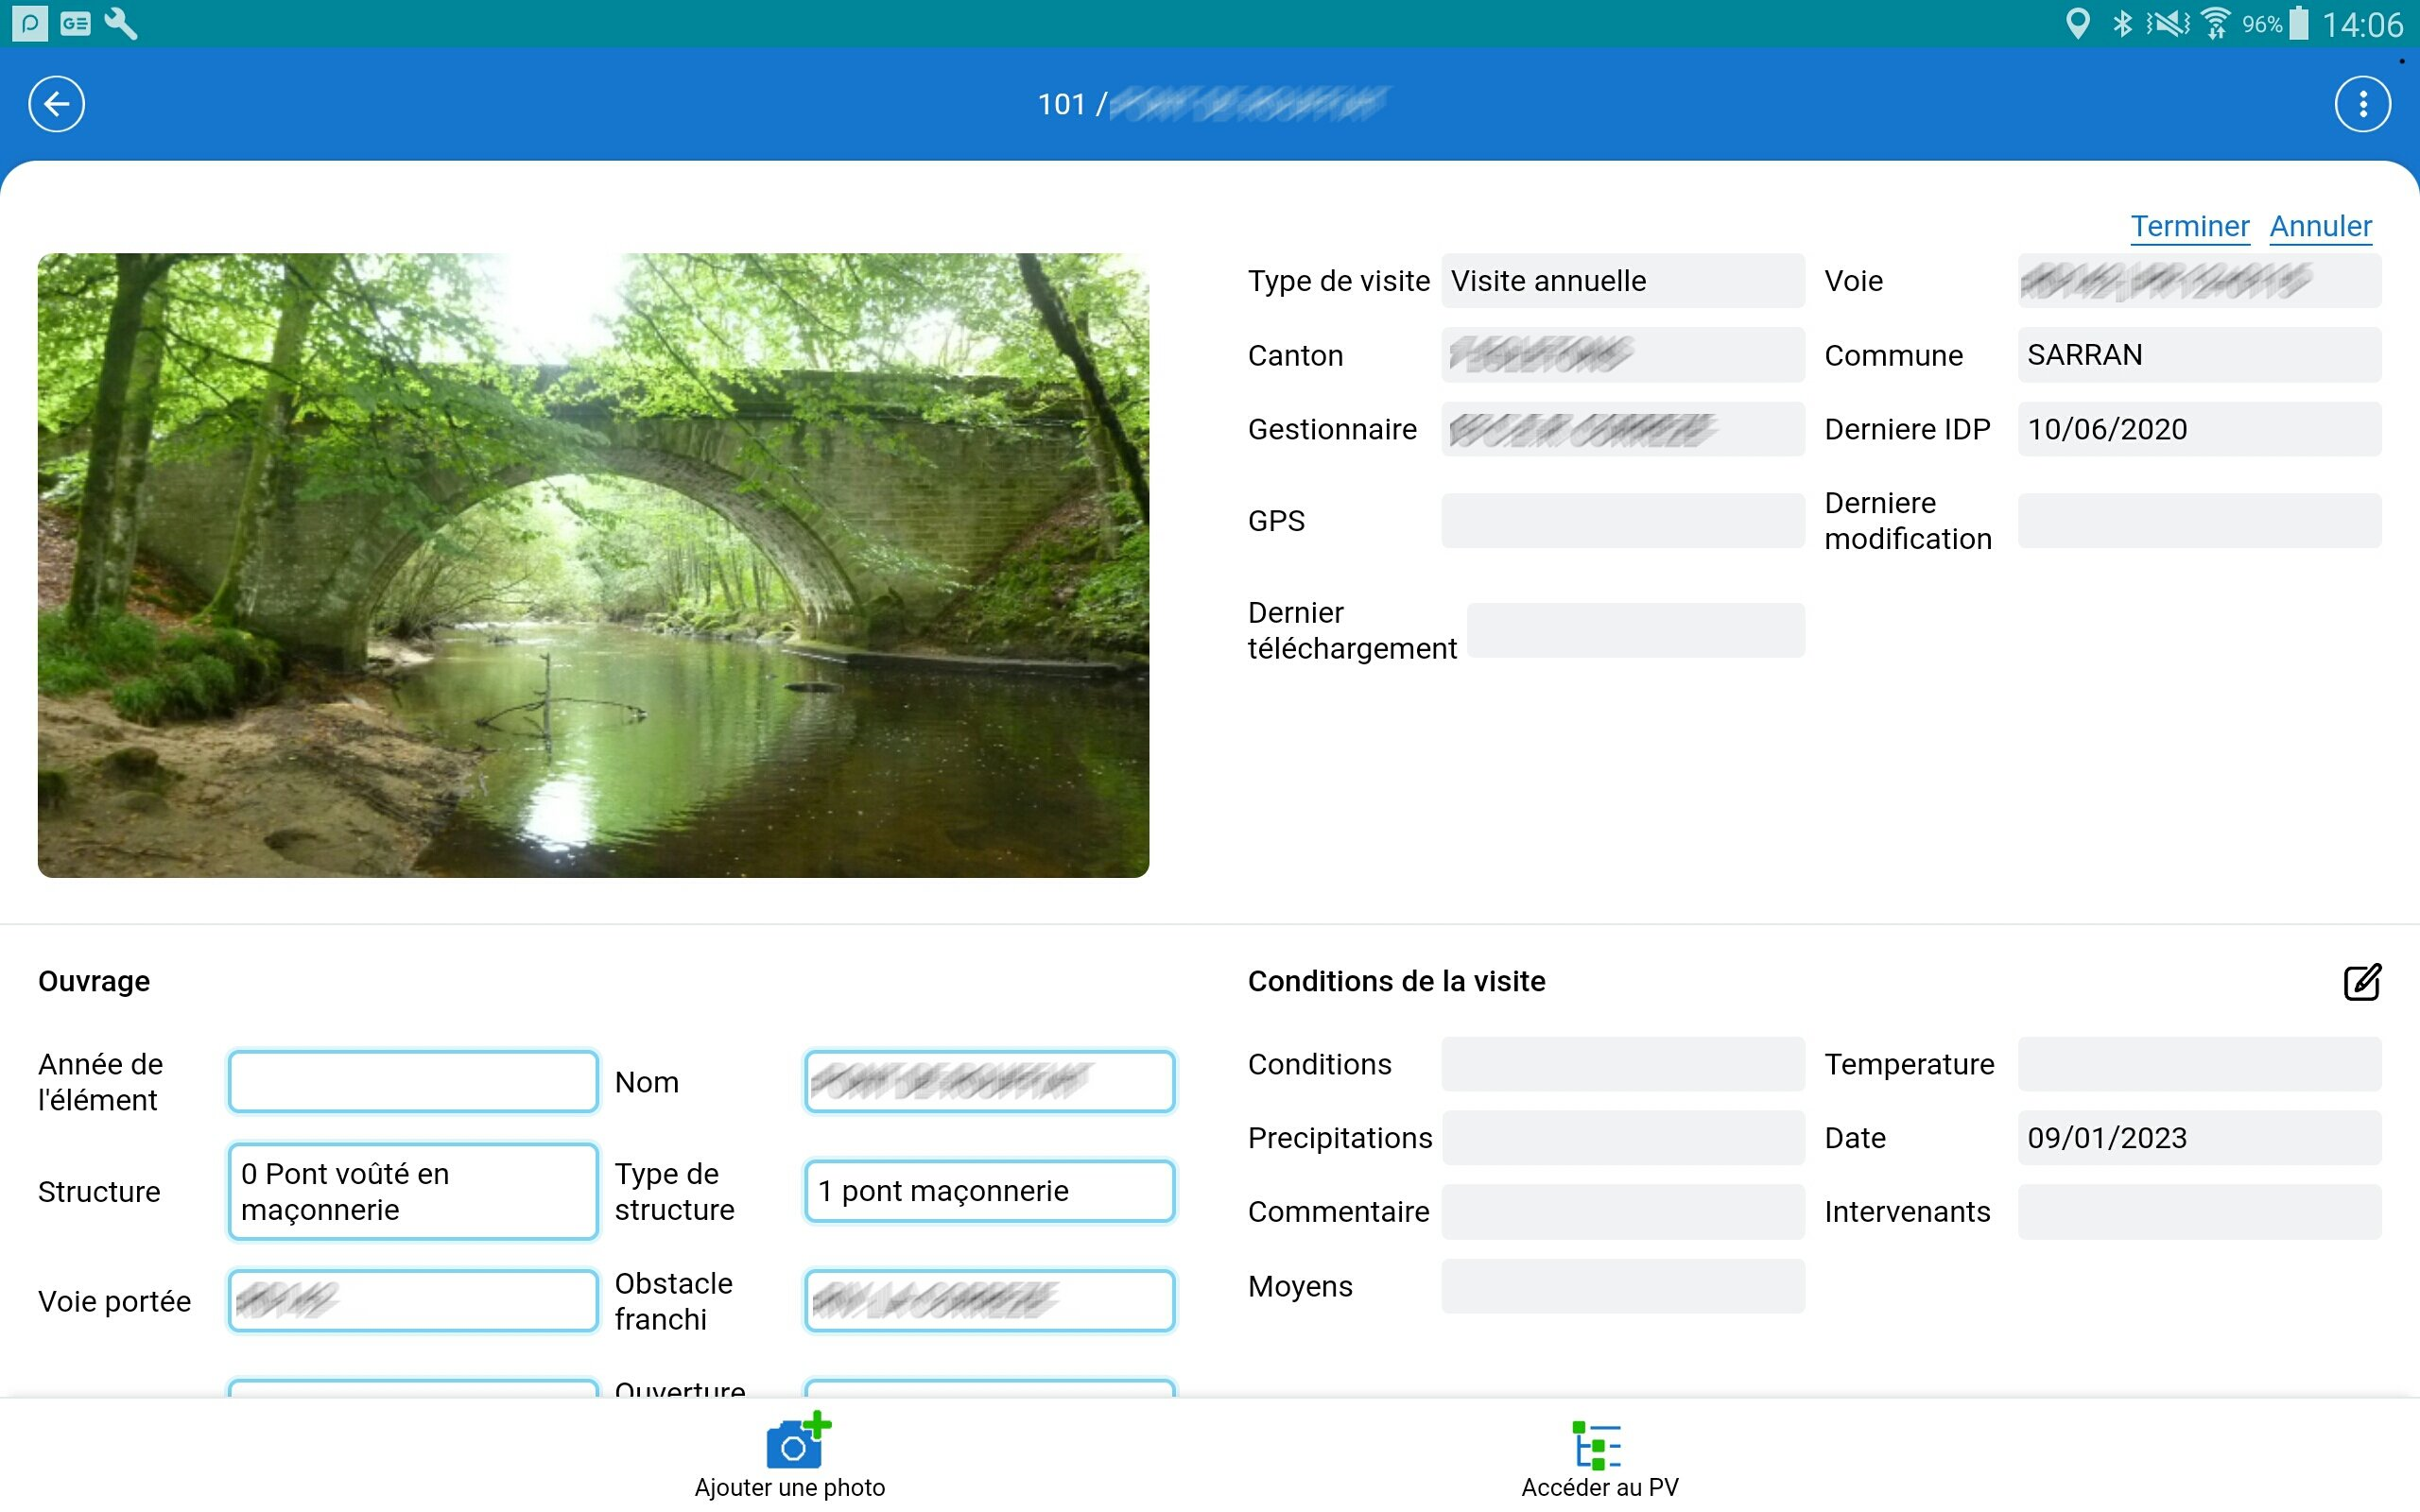 96% 14:06
101 /
Terminer Annuler
Type de visite Visite annuelle Voie
Canton Commune SARRAN
Gestionnaire Derniere IDP 10/06/2020
GPS Derniere
modification
Dernier
téléchargement
Ouvrage Conditions de la visite
Année de
l'élément
Nom
Structure 0 Pont voûté en
maçonnerie
Type de
structure
1 pont maçonnerie
Voie portée
Obstacle
franchi
Ouverture
Conditions Temperature
Precipitations Date 09/01/2023
Commentaire Intervenants
Moyens
Ajouter une photo Accéder au PV